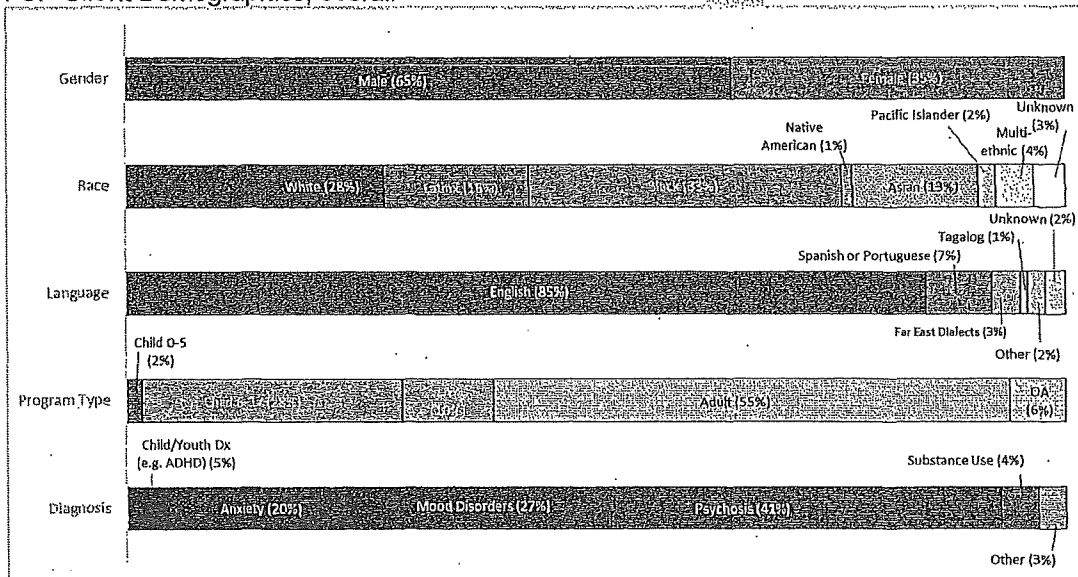 Demographics, overall
Gender
Male (65%)
Female (35%)
Native
American (1%)
Pacific Islander (2%)
Multi-
ethnic (4%)
Unknown
(3%)
Race
White (28%)
Asian (13%)
Unknown (2%)
Tagalog (1%)
Spanish or Portuguese (7%)
Language
English (85%)
Far East Dialects (3%)
Other (2%)
Child 0-5
(2%)
Program Type
Adult (55%)
OA
(6%)
Child/Youth Dx
(e.g. ADHD) (5%)
Substance Use (4%)
Diagnosis
Anxiety (20%)
Mood Disorders (27%)
Psychosis (41%)
Other (3%)